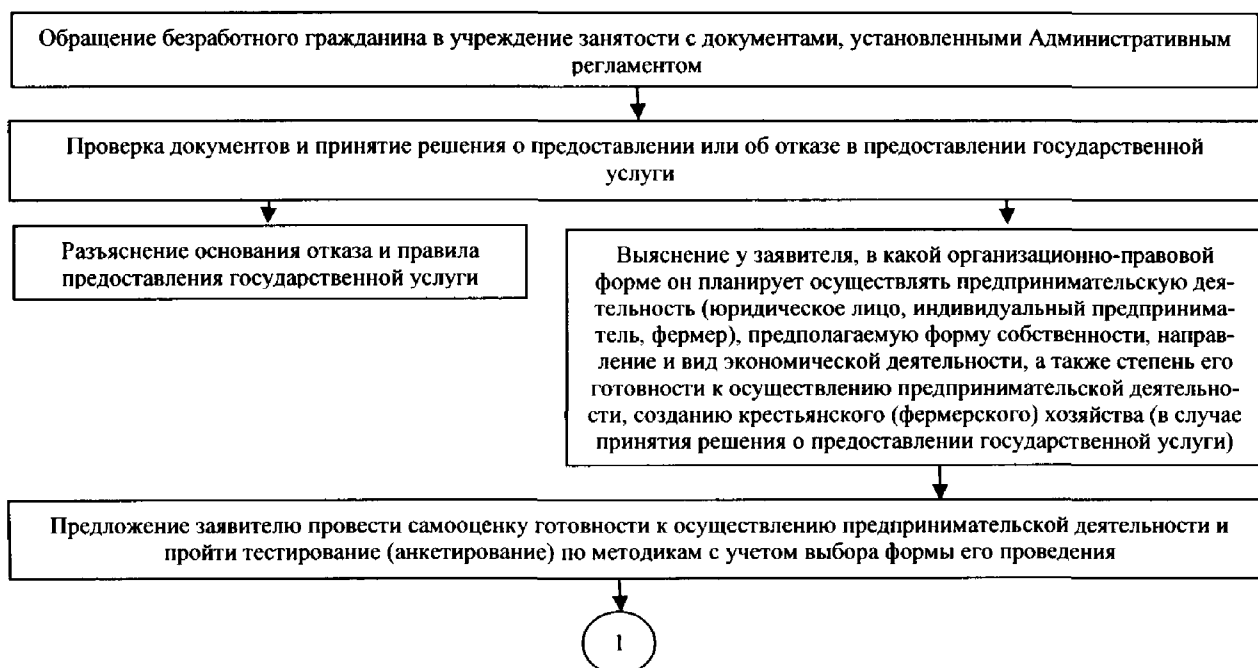 Обращение безработного гражданина в учреждение занятости с документами, установленными Административным
регламентом
Проверка документов и принятие решения о предоставлении или об отказе в предоставлении государственной
услуги
Разъяснение основания отказа и правила
предоставления государственной услуги
Выяснение у заявителя, в какой организационно-правовой
форме он планирует осуществлять предпринимательскую дея-
тельность (юридическое лицо, индивидуальный предпринима-
тель, фермер), предполагаемую форму собственности, направ-
ление и вид экономической деятельности, а также степень его
готовности к осуществлению предпринимательской деятельно-
сти, созданию крестьянского (фермерского) хозяйства (в случае
принятия решения о предоставлении государственной услуги)
Предложение заявителю провести самооценку готовности к осуществлению предпринимательской деятельности и
пройти тестирование (анкетирование) по методикам с учетом выбора формы его проведения
1